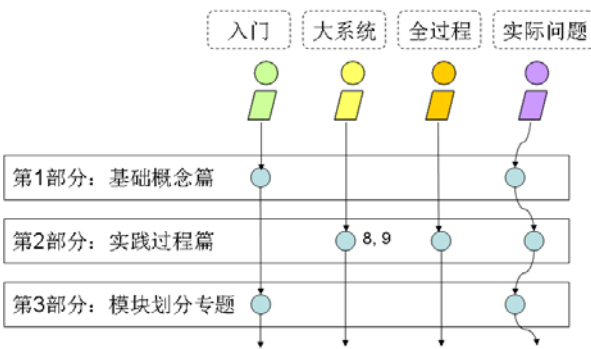 入门
大系统
全过程
实际问题
第1部分：基础概念篇
第2部分：实践过程篇
8, 9
第3部分：模块划分专题